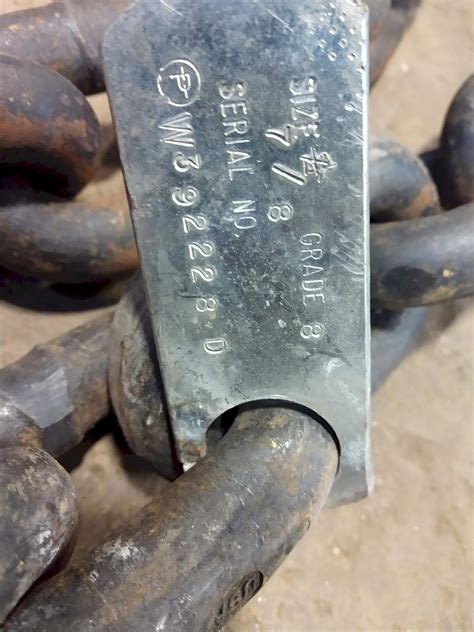 SIZE GRADE 8
7/8
SERIAL NO
P W392228 D